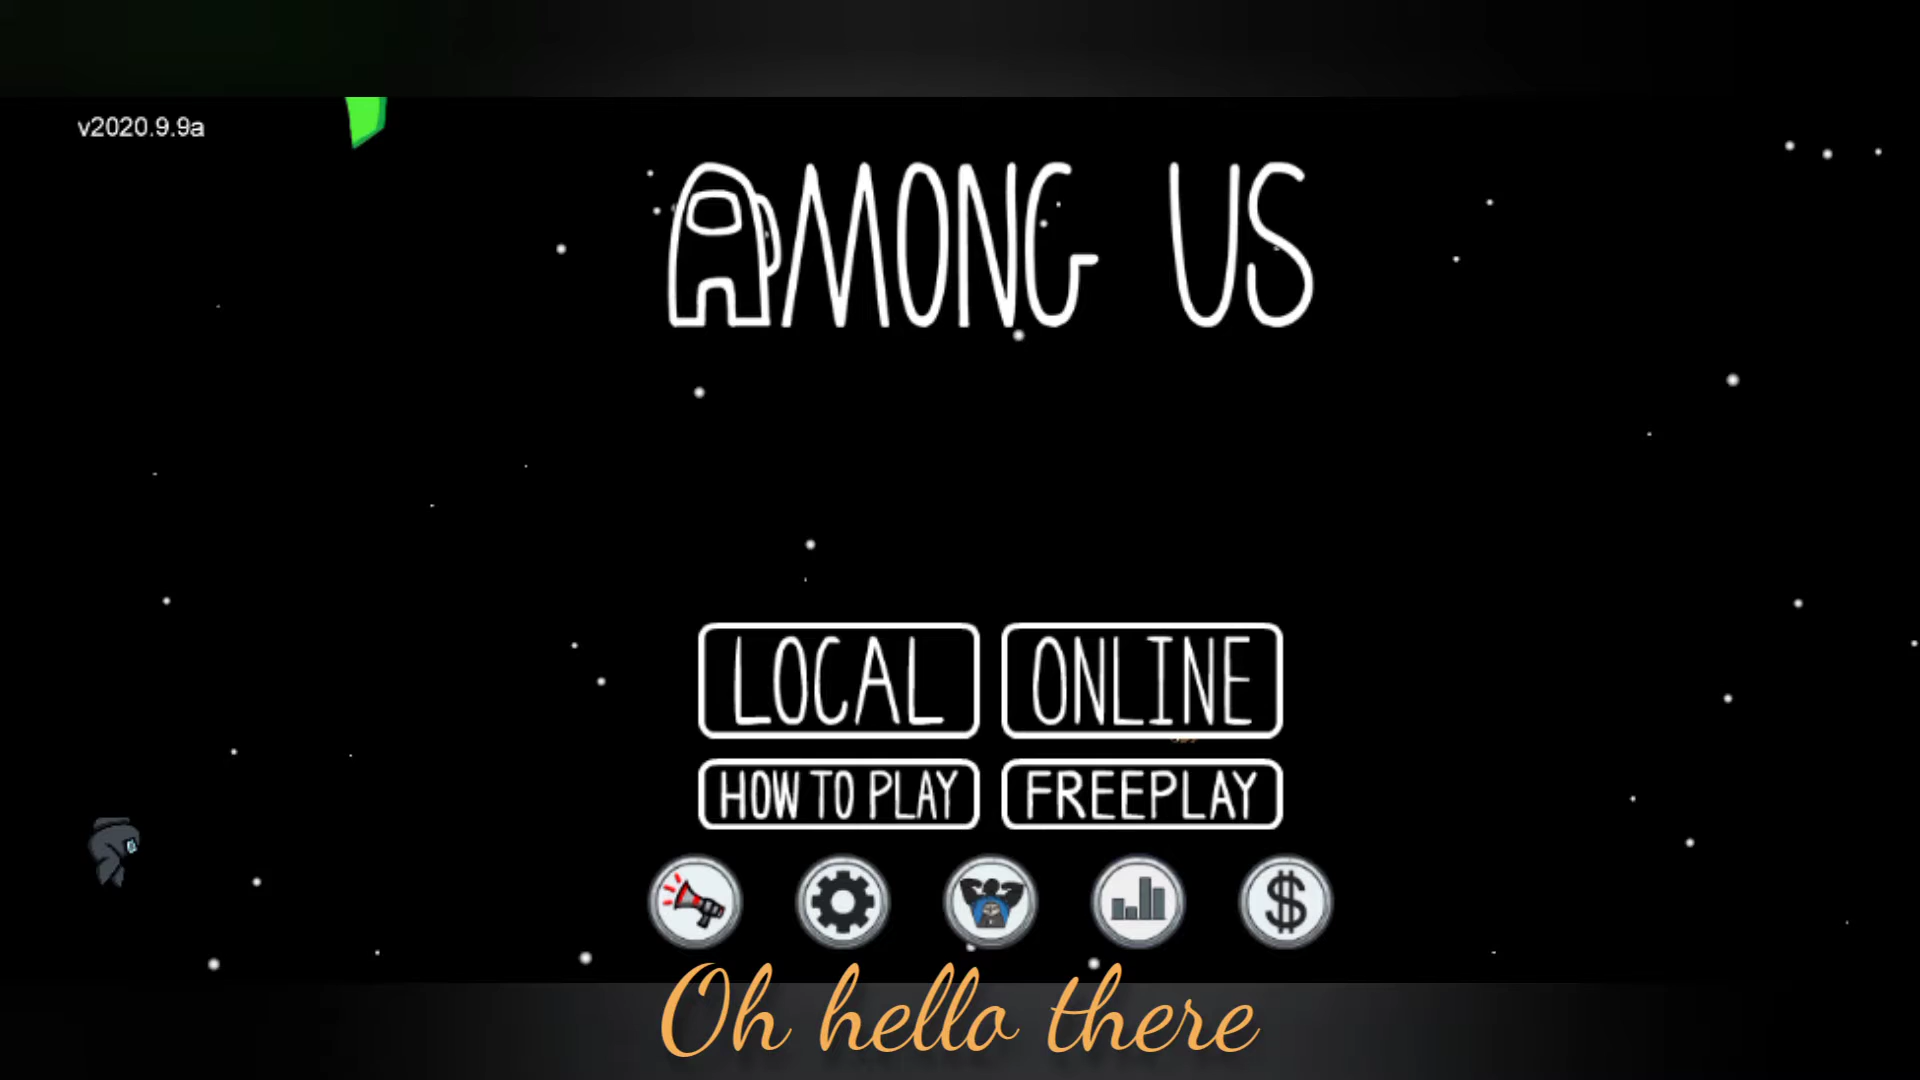 v2020.9.9a
AMONG US
LOCAL
ONLINE
HOW TO PLAY
FREEPLAY
$
Oh hello there